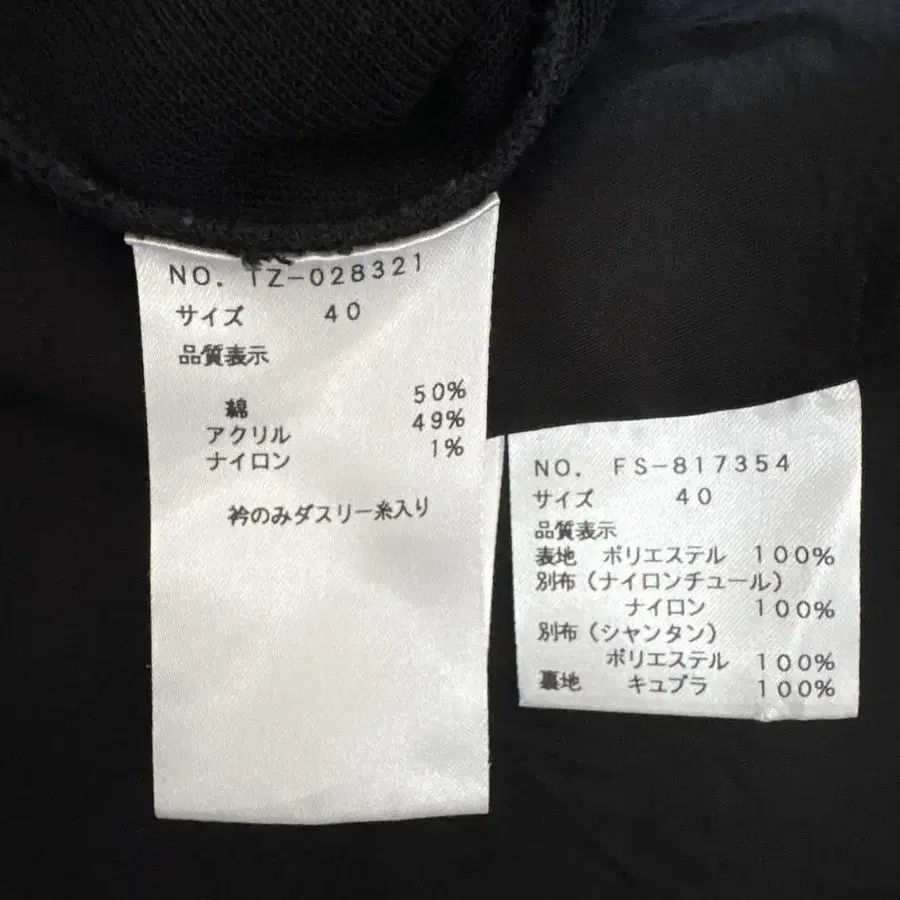 NO. TZ-028321
サイズ 40
品質表示
綿 50%
アクリル 49%
ナイロン 1%
衿のみダスリー糸入り
NO. FS-817354
サイズ 40
品質表示
表地 ポリエステル 100%
別布(ナイロンチュール)
ナイロン 100%
別布(シャンタン)
ポリエステル 100%
裏地 キュプラ 100%